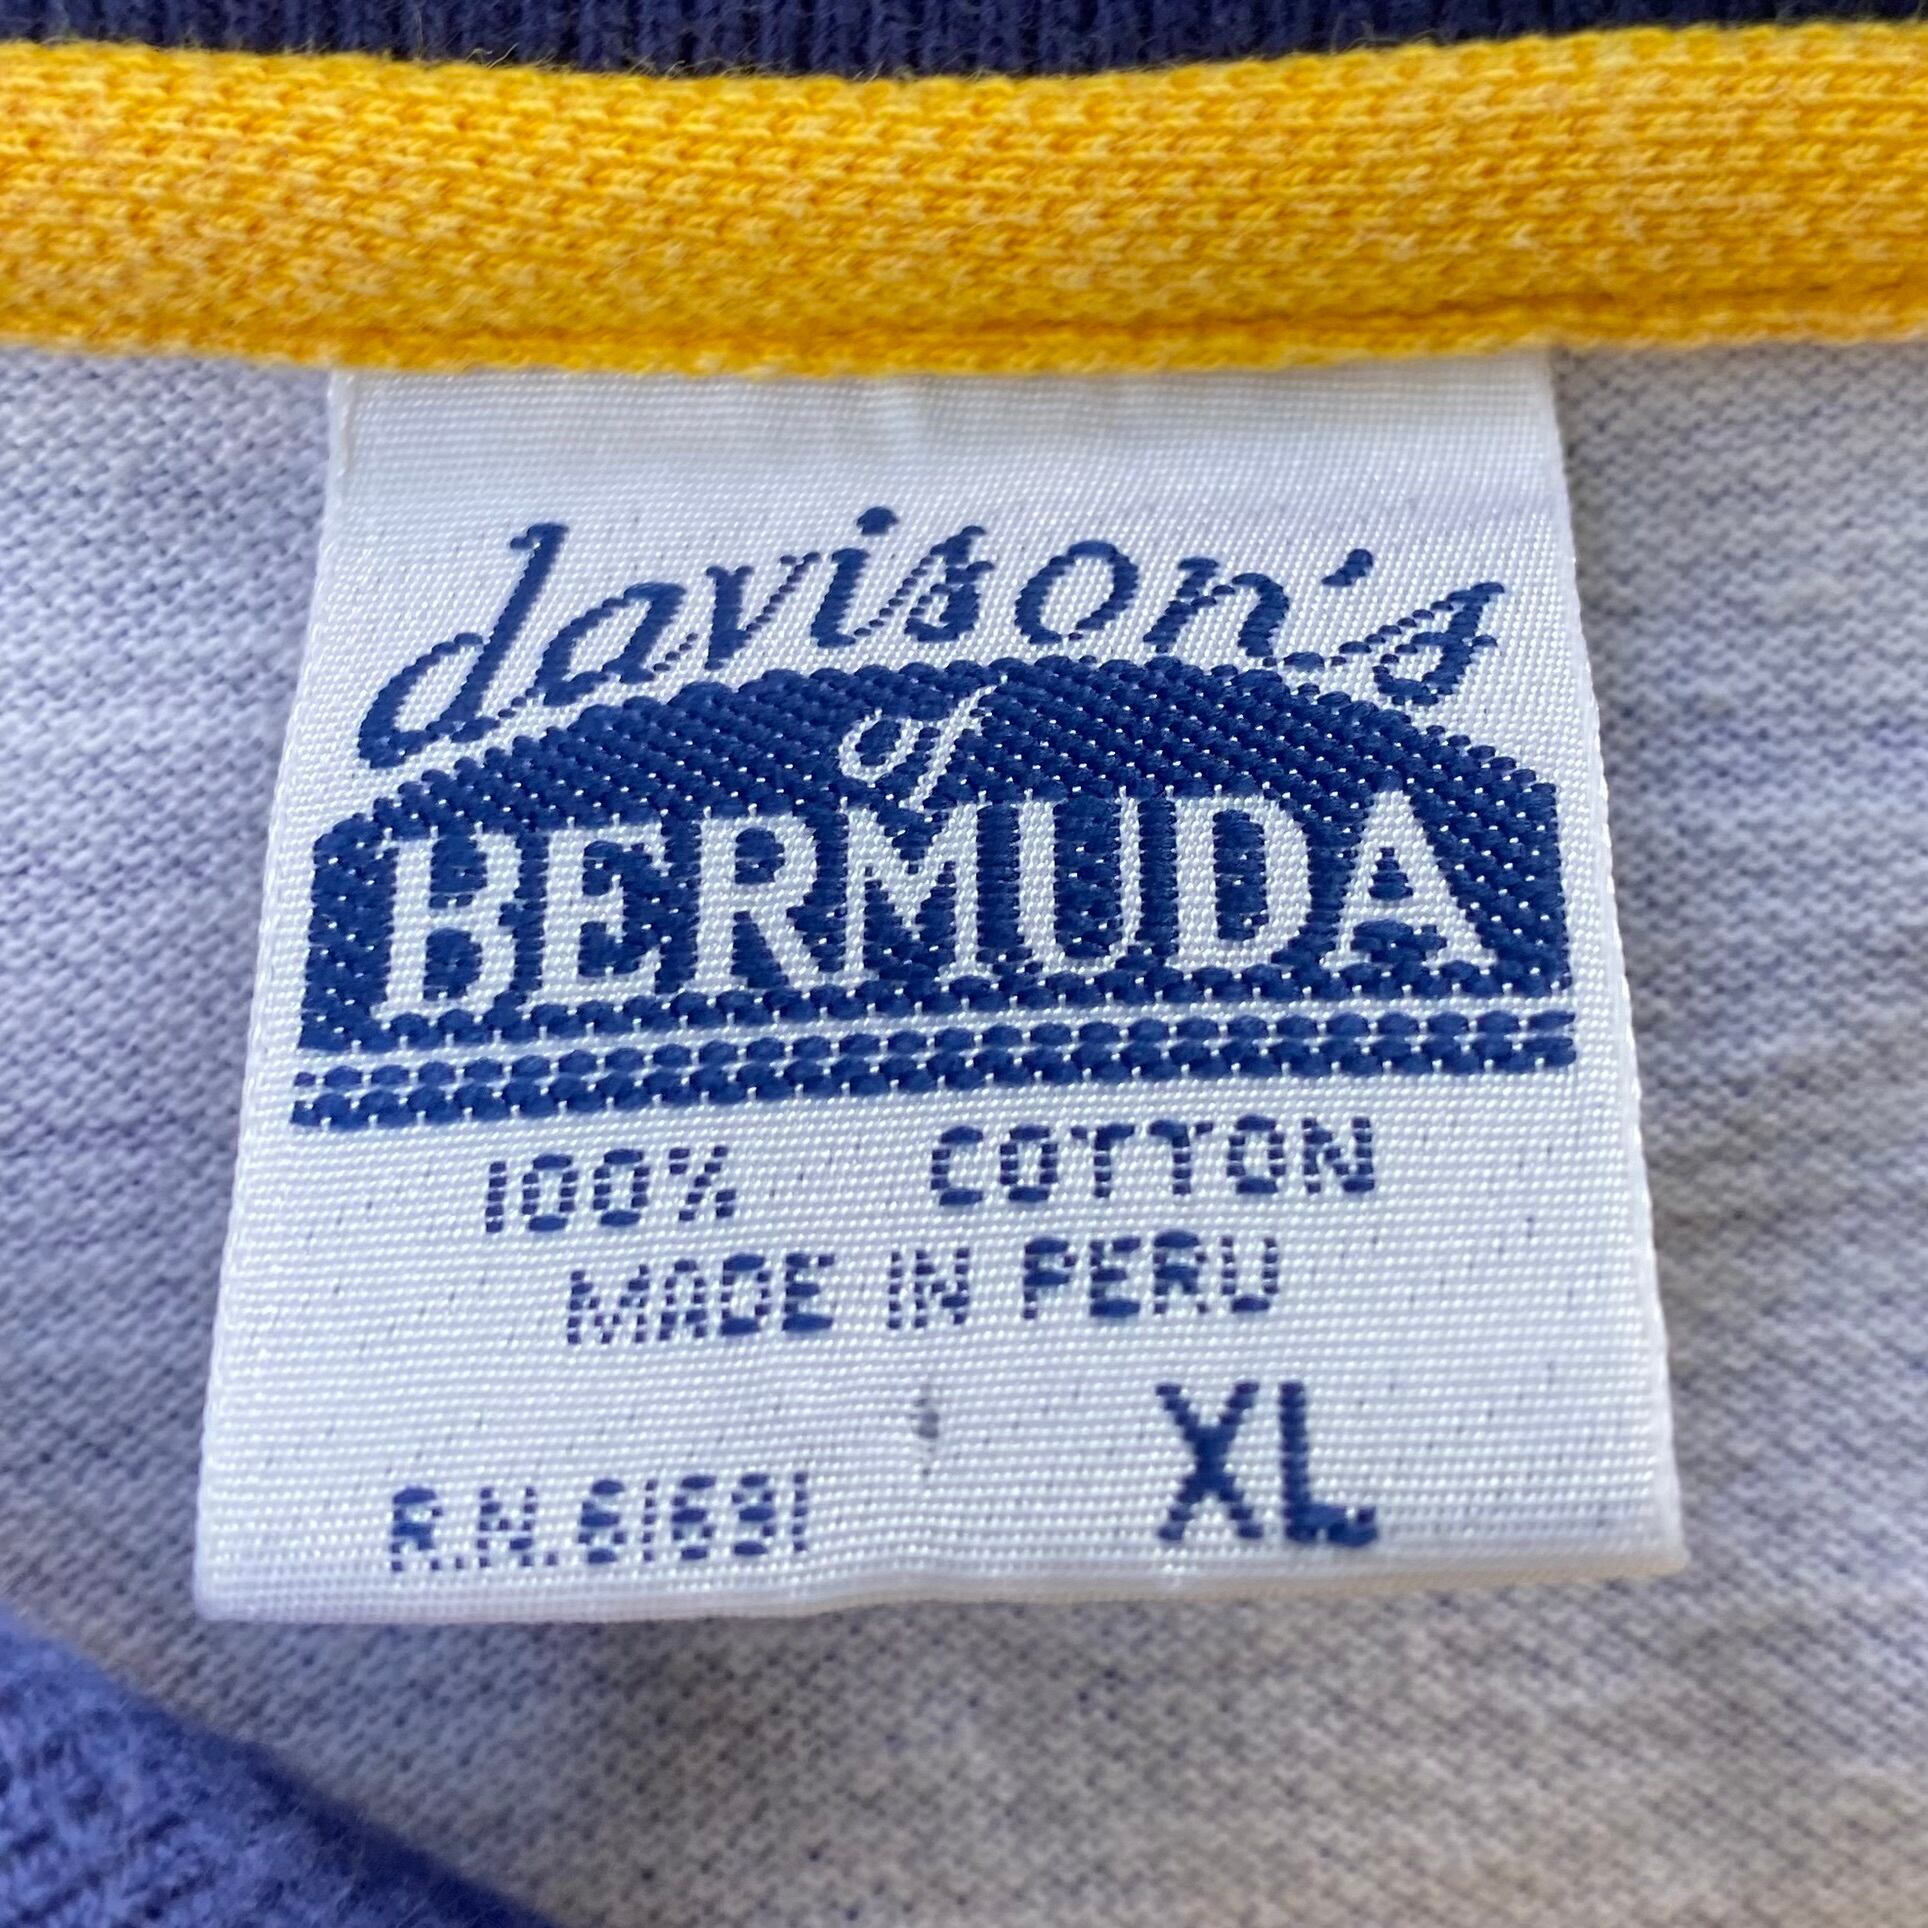 davison's
of
BERMUDA
100% COTTON
MADE IN PERU
XL
R.N.61691